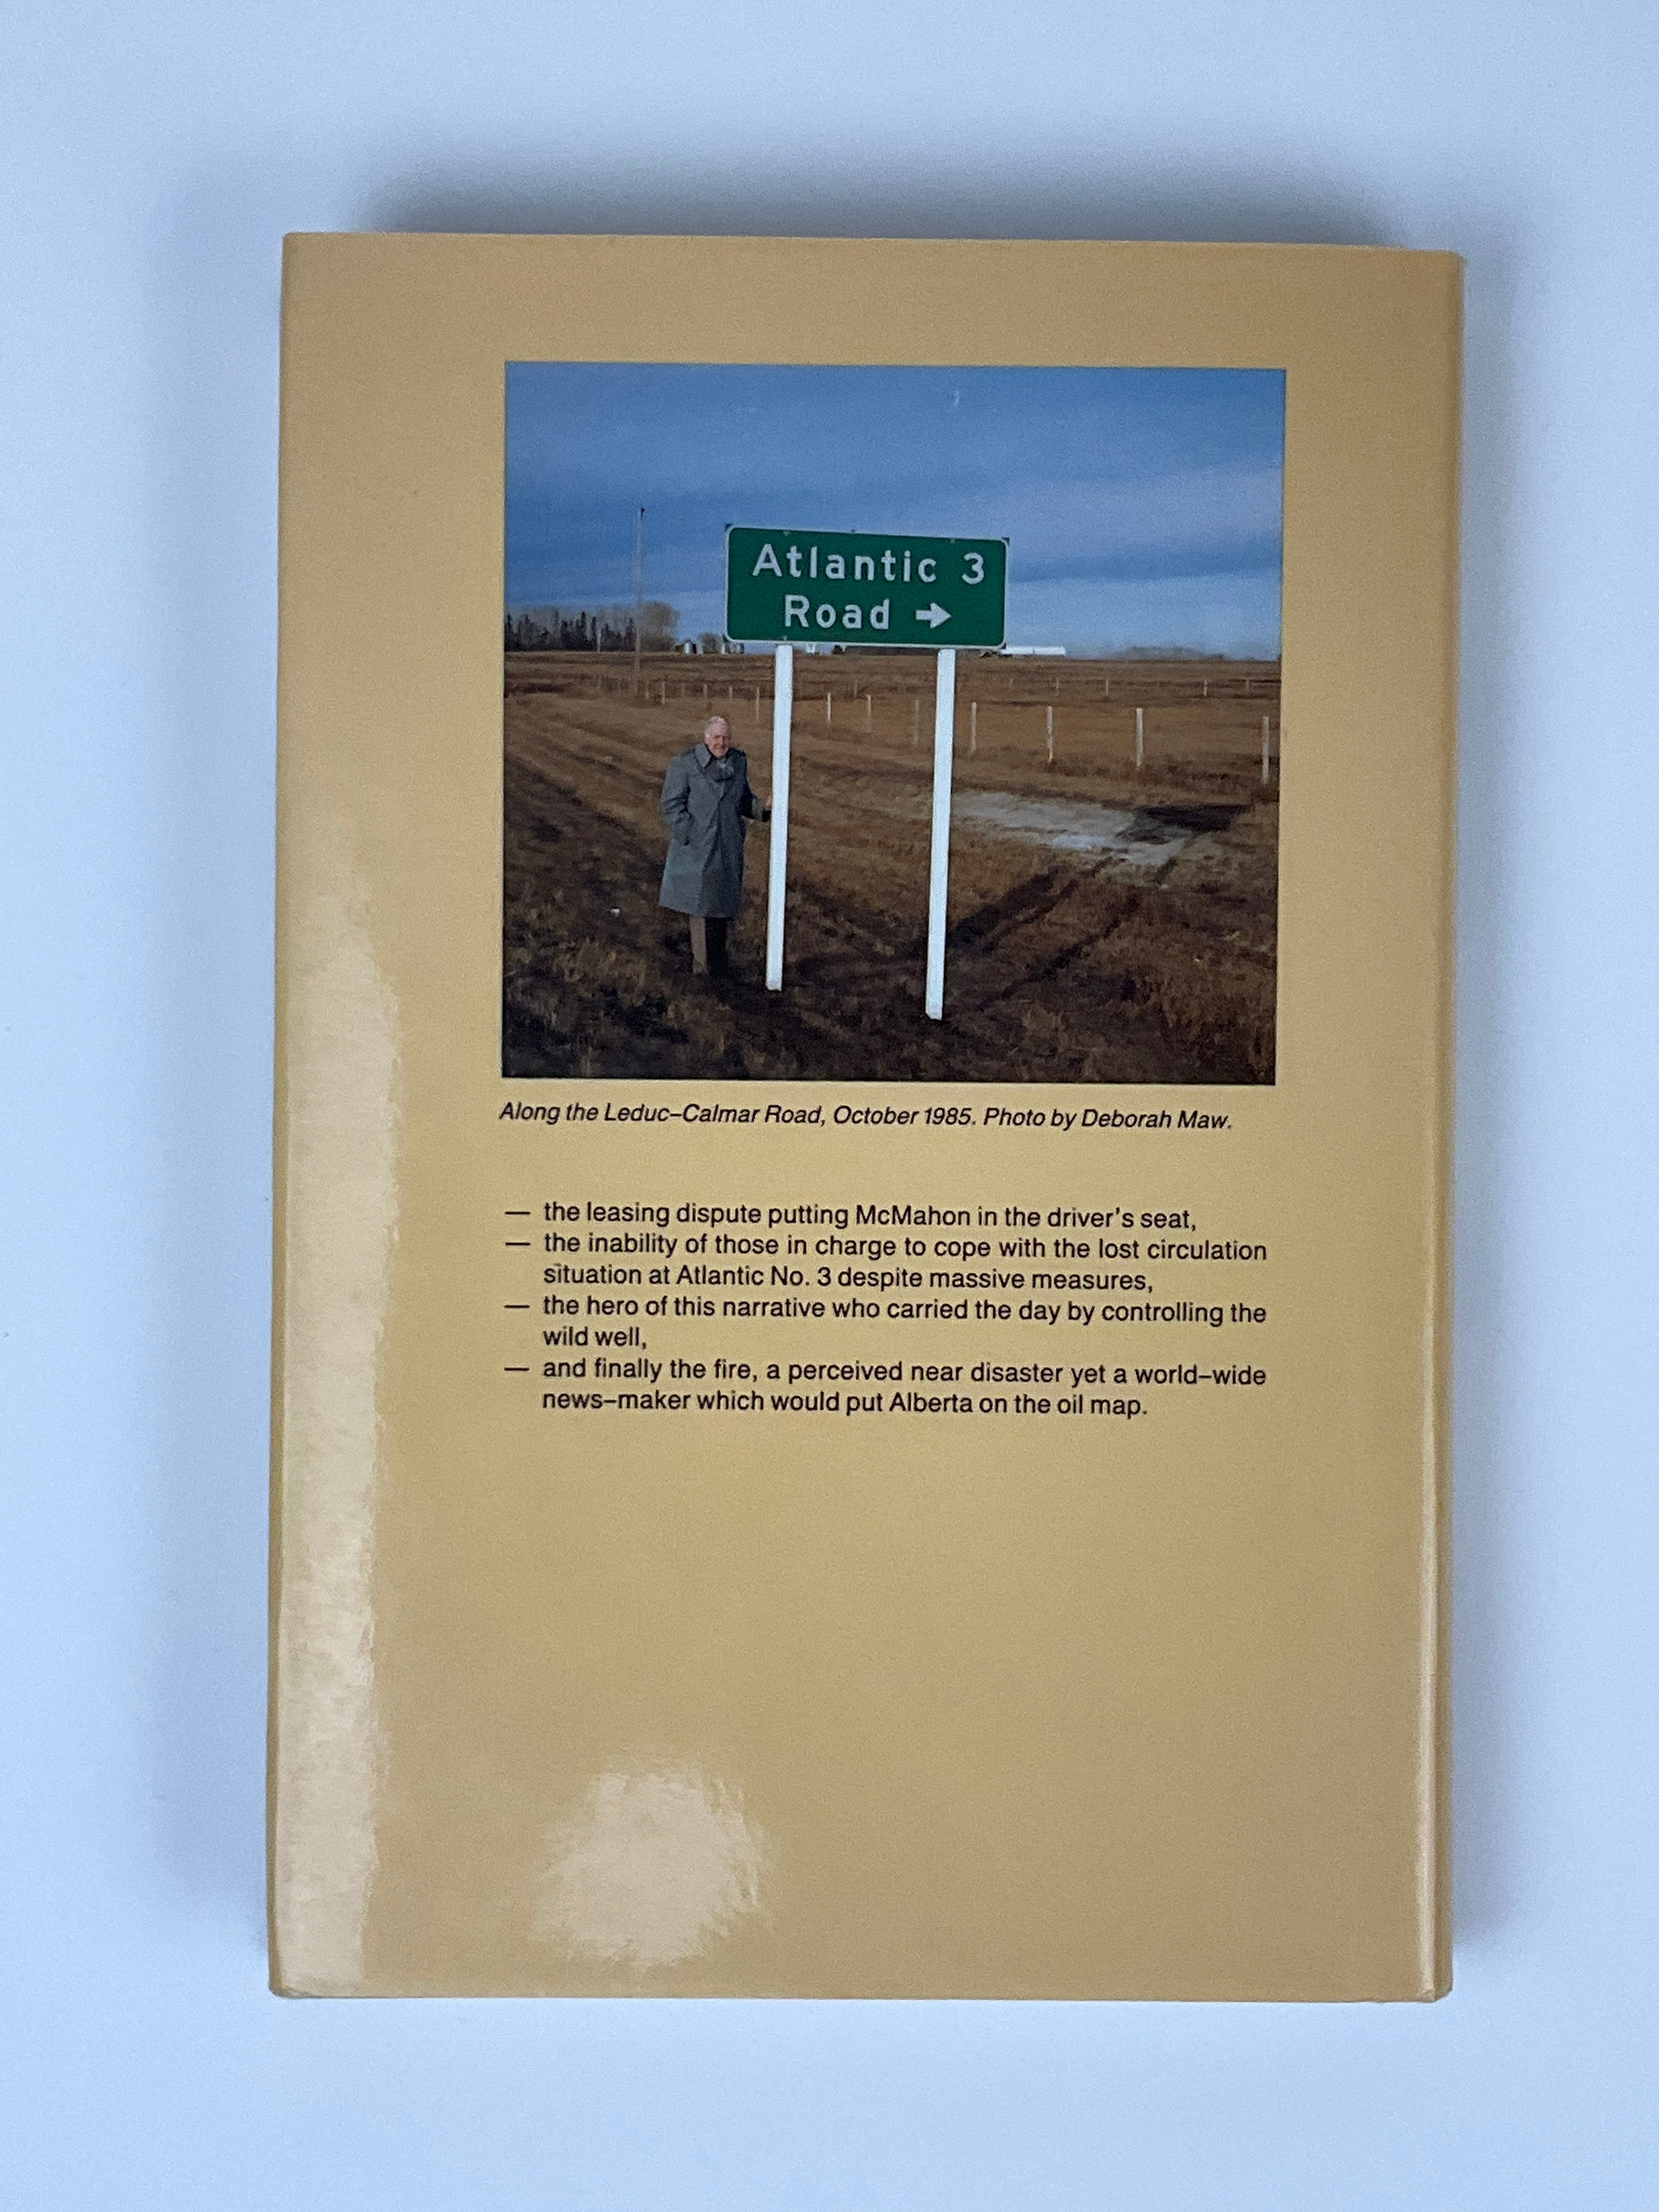 Atlantic 3
Road →
Along the Leduc–Calmar Road, October 1985. Photo by Deborah Maw.
— the leasing dispute putting McMahon in the driver's seat,
— the inability of those in charge to cope with the lost circulation
situation at Atlantic No. 3 despite massive measures,
— the hero of this narrative who carried the day by controlling the
wild well,
— and finally the fire, a perceived near disaster yet a world–wide
news–maker which would put Alberta on the oil map.